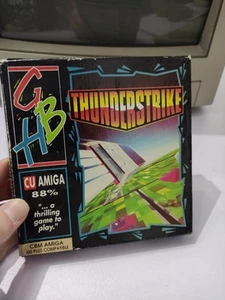 GBH
THUNDERSTRIKE
CU AMIGA
88%
"... a
thrilling
game to
play."
CBM AMIGA